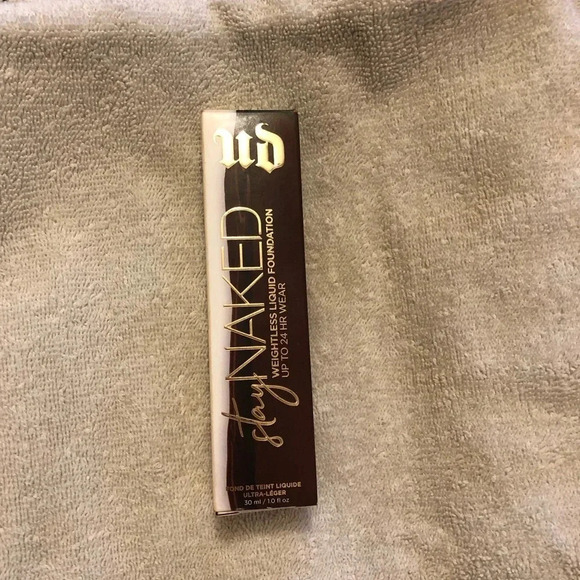 UD
stay NAKED
WEIGHTLESS LIQUID FOUNDATION
UP TO 24 HR WEAR
FOND DE TEINT LIQUIDE
ULTRA-LÉGER
30 ml / 1.0 fl oz